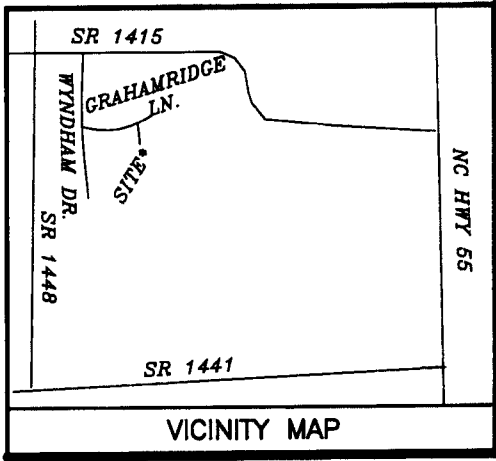 SR 1415
GRAHAMRIDGE
LN.
WYNDHAM DR.
SITE*
SR 1448
NC HWY 55
SR 1441
VICINITY MAP